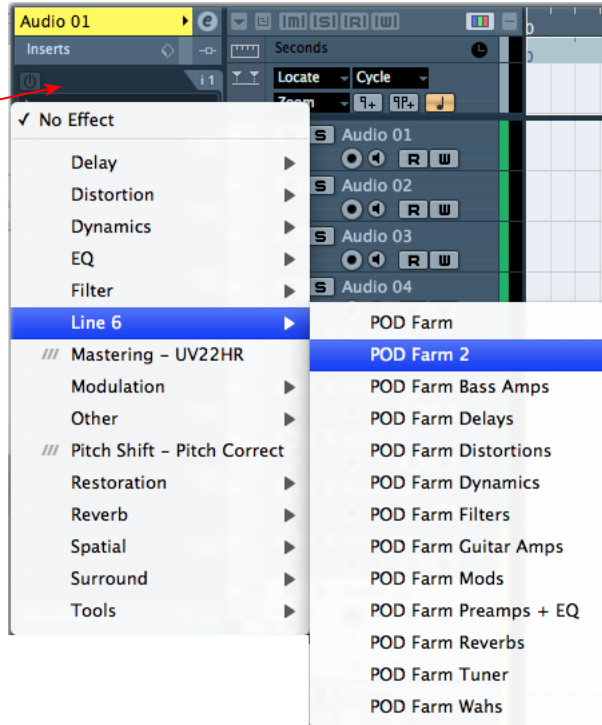 Audio 01 e m S R W
Inserts Seconds
i1 Locate Cycle
Zoom
✓ No Effect
Delay
Distortion
Dynamics
EQ
Filter
Line 6
/// Mastering – UV22HR
Modulation
Other
/// Pitch Shift – Pitch Correct
Restoration
Reverb
Spatial
Surround
Tools
S Audio 01
R W
S Audio 02
R W
S Audio 03
R W
S Audio 04
POD Farm
POD Farm 2
POD Farm Bass Amps
POD Farm Delays
POD Farm Distortions
POD Farm Dynamics
POD Farm Filters
POD Farm Guitar Amps
POD Farm Mods
POD Farm Preamps + EQ
POD Farm Reverbs
POD Farm Tuner
POD Farm Wahs